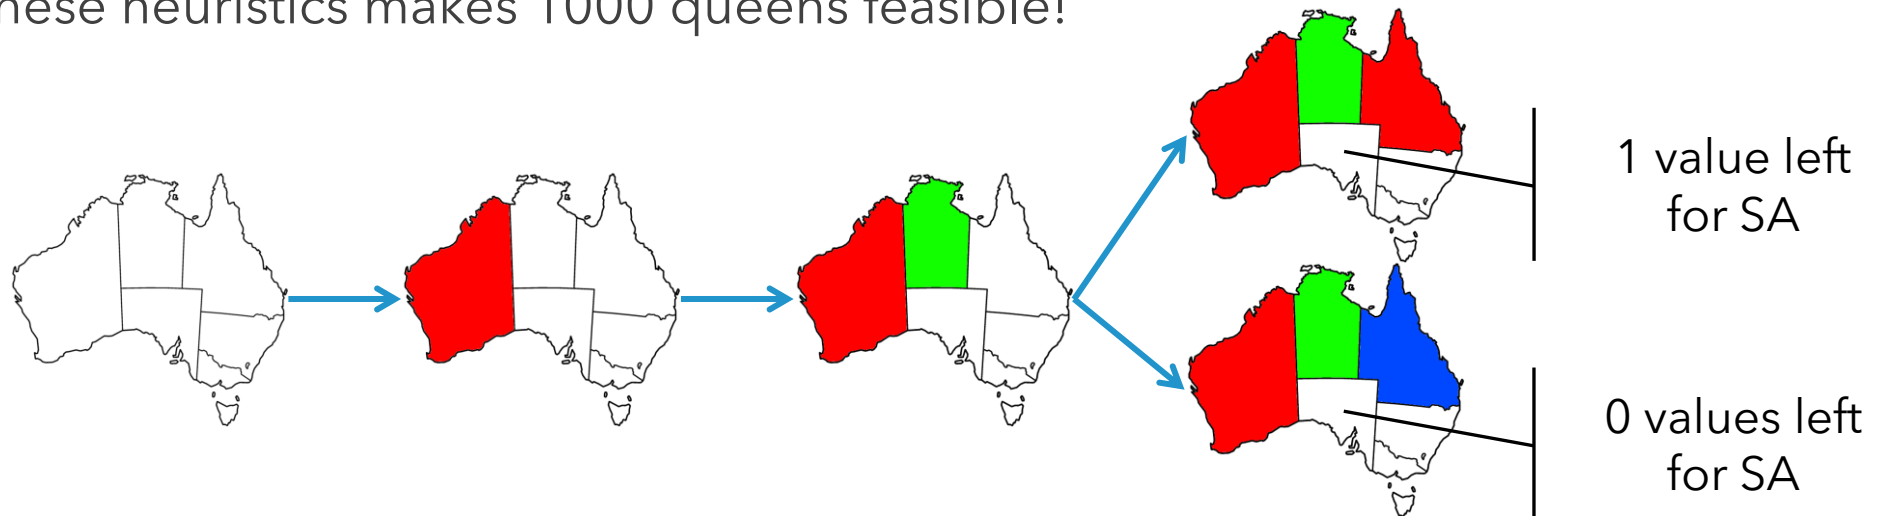 hese heuristics makes 1000 queens feasible!
1 value left
for SA
0 values left
for SA